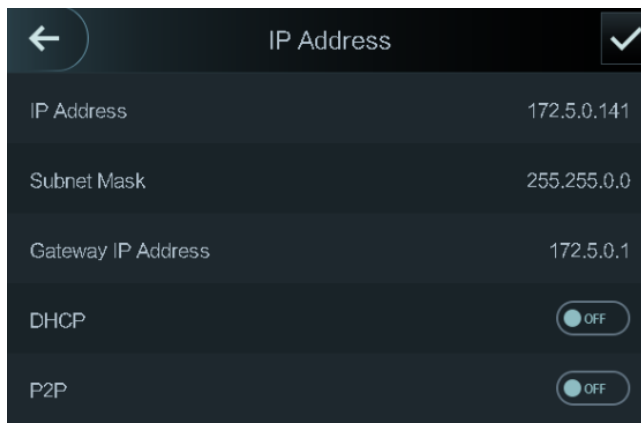 IP Address
IP Address 172.5.0.141
Subnet Mask 255.255.0.0
Gateway IP Address 172.5.0.1
DHCP OFF
P2P OFF